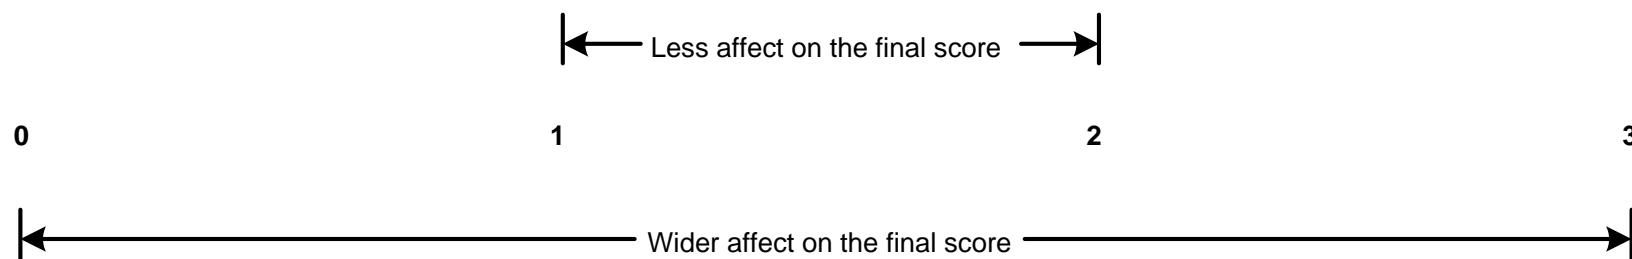 Less affect on the final score
0 1 2 3
Wider affect on the final score